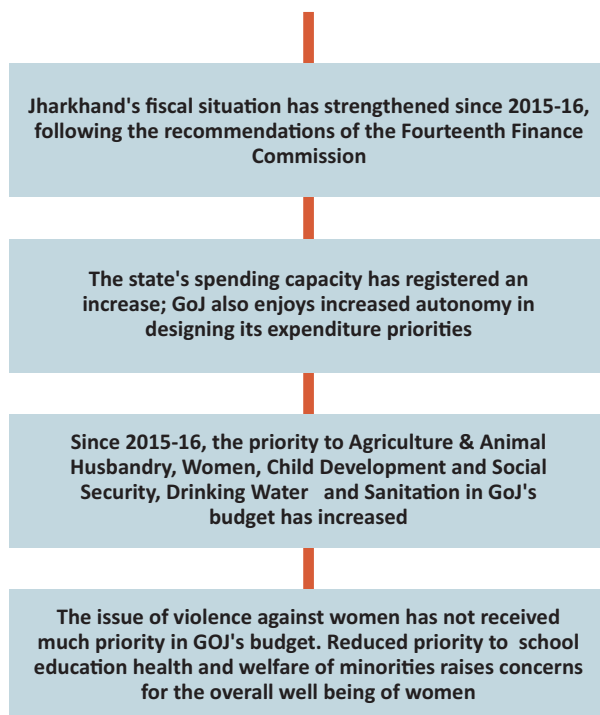 Jharkhand's fiscal situation has strengthened since 2015-16,
following the recommendations of the Fourteenth Finance
Commission
The state's spending capacity has registered an
increase; GoJ also enjoys increased autonomy in
designing its expenditure priorities
Since 2015-16, the priority to Agriculture & Animal
Husbandry, Women, Child Development and Social
Security, Drinking Water and Sanitation in GoJ's
budget has increased
The issue of violence against women has not received
much priority in GOJ's budget. Reduced priority to school
education health and welfare of minorities raises concerns
for the overall well being of women